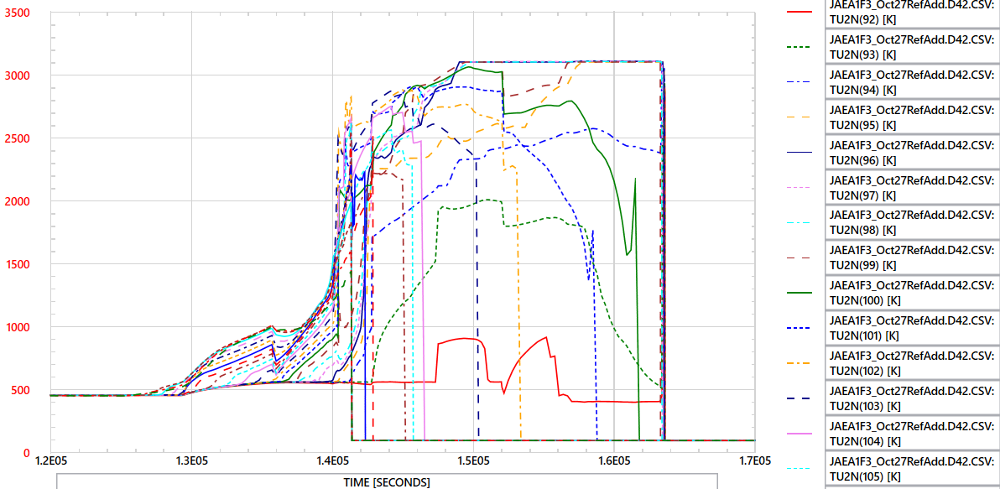 3500
3000
2500
2000
1500
1000
500
0
1.2E05
1.3E05
1.4E05
1.5E05
1.6E05
1.7E05
TIME [SECONDS]
JAEA1F3_Oct27RefAdd.D42.CSV:
TU2N(92) [K]
JAEA1F3_Oct27RefAdd.D42.CSV:
TU2N(93) [K]
JAEA1F3_Oct27RefAdd.D42.CSV:
TU2N(94) [K]
JAEA1F3_Oct27RefAdd.D42.CSV:
TU2N(95) [K]
JAEA1F3_Oct27RefAdd.D42.CSV:
TU2N(96) [K]
JAEA1F3_Oct27RefAdd.D42.CSV:
TU2N(97) [K]
JAEA1F3_Oct27RefAdd.D42.CSV:
TU2N(98) [K]
JAEA1F3_Oct27RefAdd.D42.CSV:
TU2N(99) [K]
JAEA1F3_Oct27RefAdd.D42.CSV:
TU2N(100) [K]
JAEA1F3_Oct27RefAdd.D42.CSV:
TU2N(101) [K]
JAEA1F3_Oct27RefAdd.D42.CSV:
TU2N(102) [K]
JAEA1F3_Oct27RefAdd.D42.CSV:
TU2N(103) [K]
JAEA1F3_Oct27RefAdd.D42.CSV:
TU2N(104) [K]
JAEA1F3_Oct27RefAdd.D42.CSV:
TU2N(105) [K]